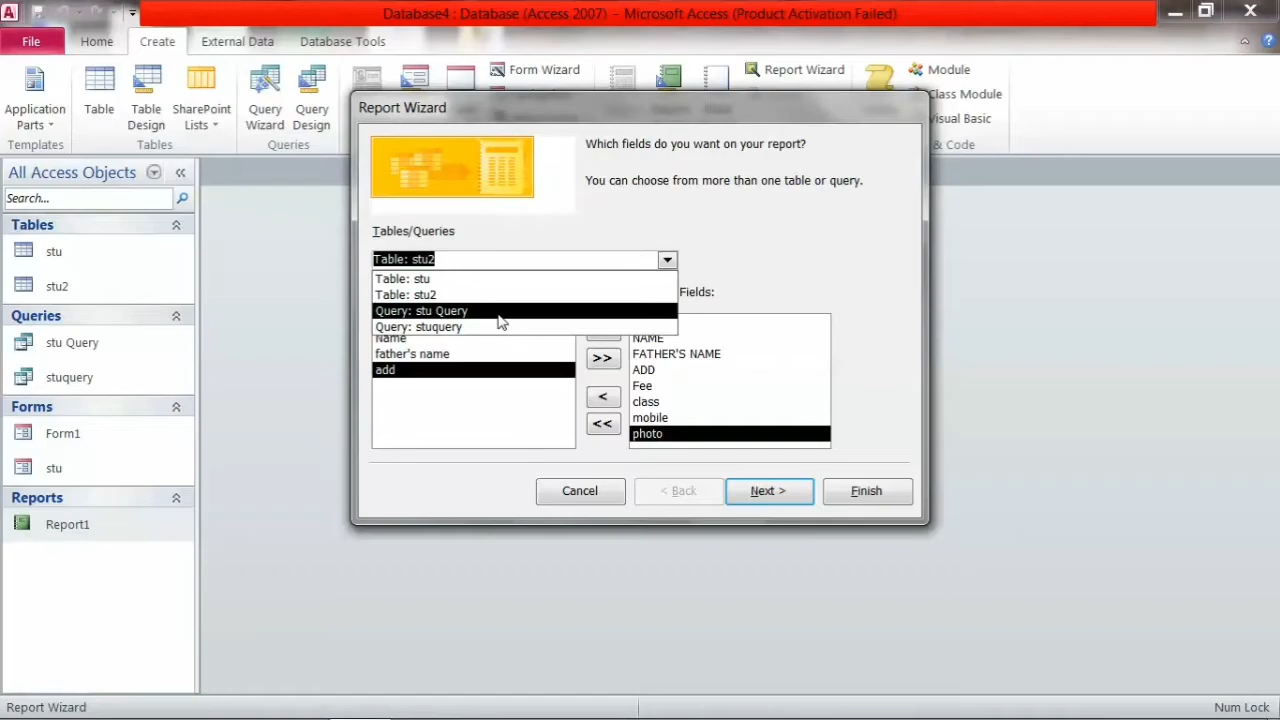 Database4 : Database (Access 2007) – Microsoft Access (Product Activation Failed)
File Home Create External Data Database Tools
Form Wizard Report Wizard Module
Class Module
Application Parts Table Table Design SharePoint Lists Query Wizard Query Design
Visual Basic
Templates Tables Queries & Code
Report Wizard
Which fields do you want on your report?
You can choose from more than one table or query.
All Access Objects
Search...
Tables
stu
stu2
Queries
stu Query
stuquery
Forms
Form1
stu
Reports
Report1
Tables/Queries
Table: stu2
Table: stu
Table: stu2
Query: stu Query
Query: stuquery
Fields:
Name
father's name
add
>>
<
<<
NAME
FATHER'S NAME
ADD
Fee
class
mobile
photo
Cancel < Back Next > Finish
Report Wizard Num Lock